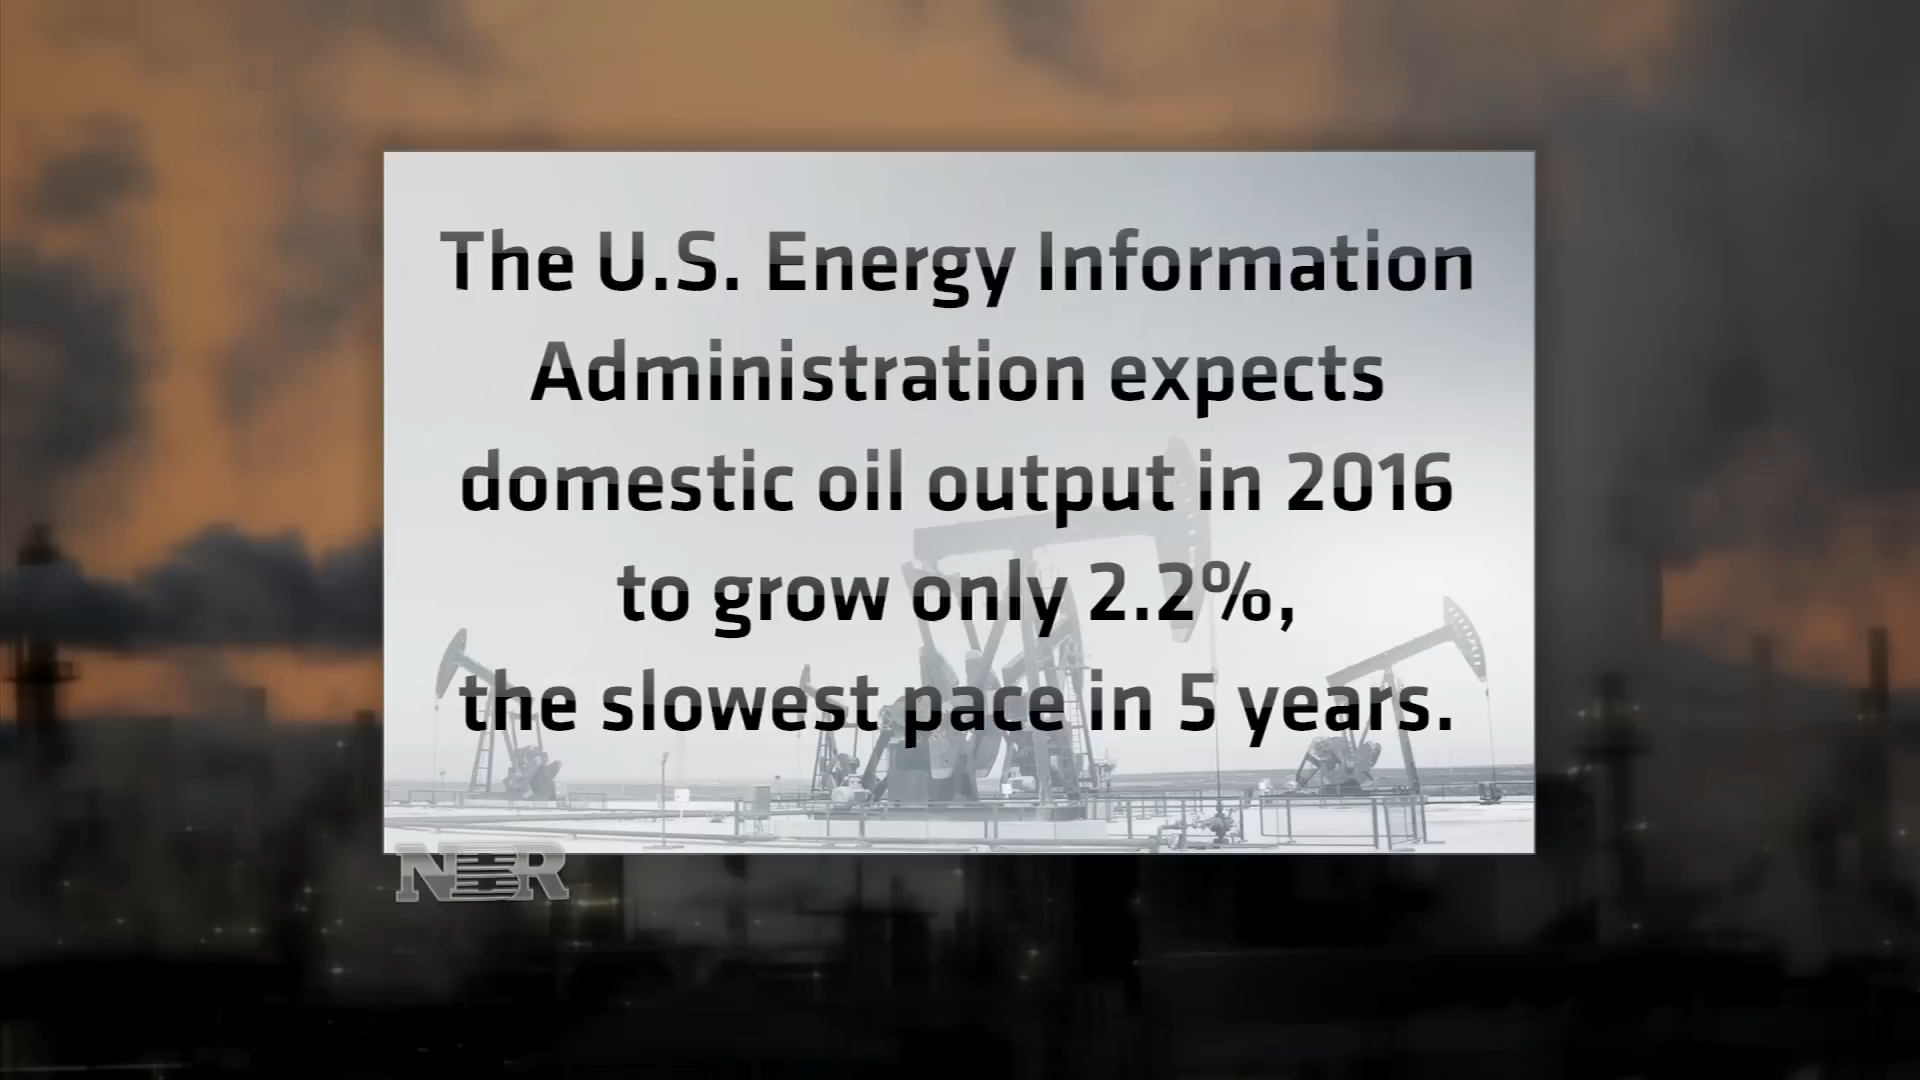 The U.S. Energy Information
Administration expects
domestic oil output in 2016
to grow only 2.2%,
the slowest pace in 5 years.
NBR